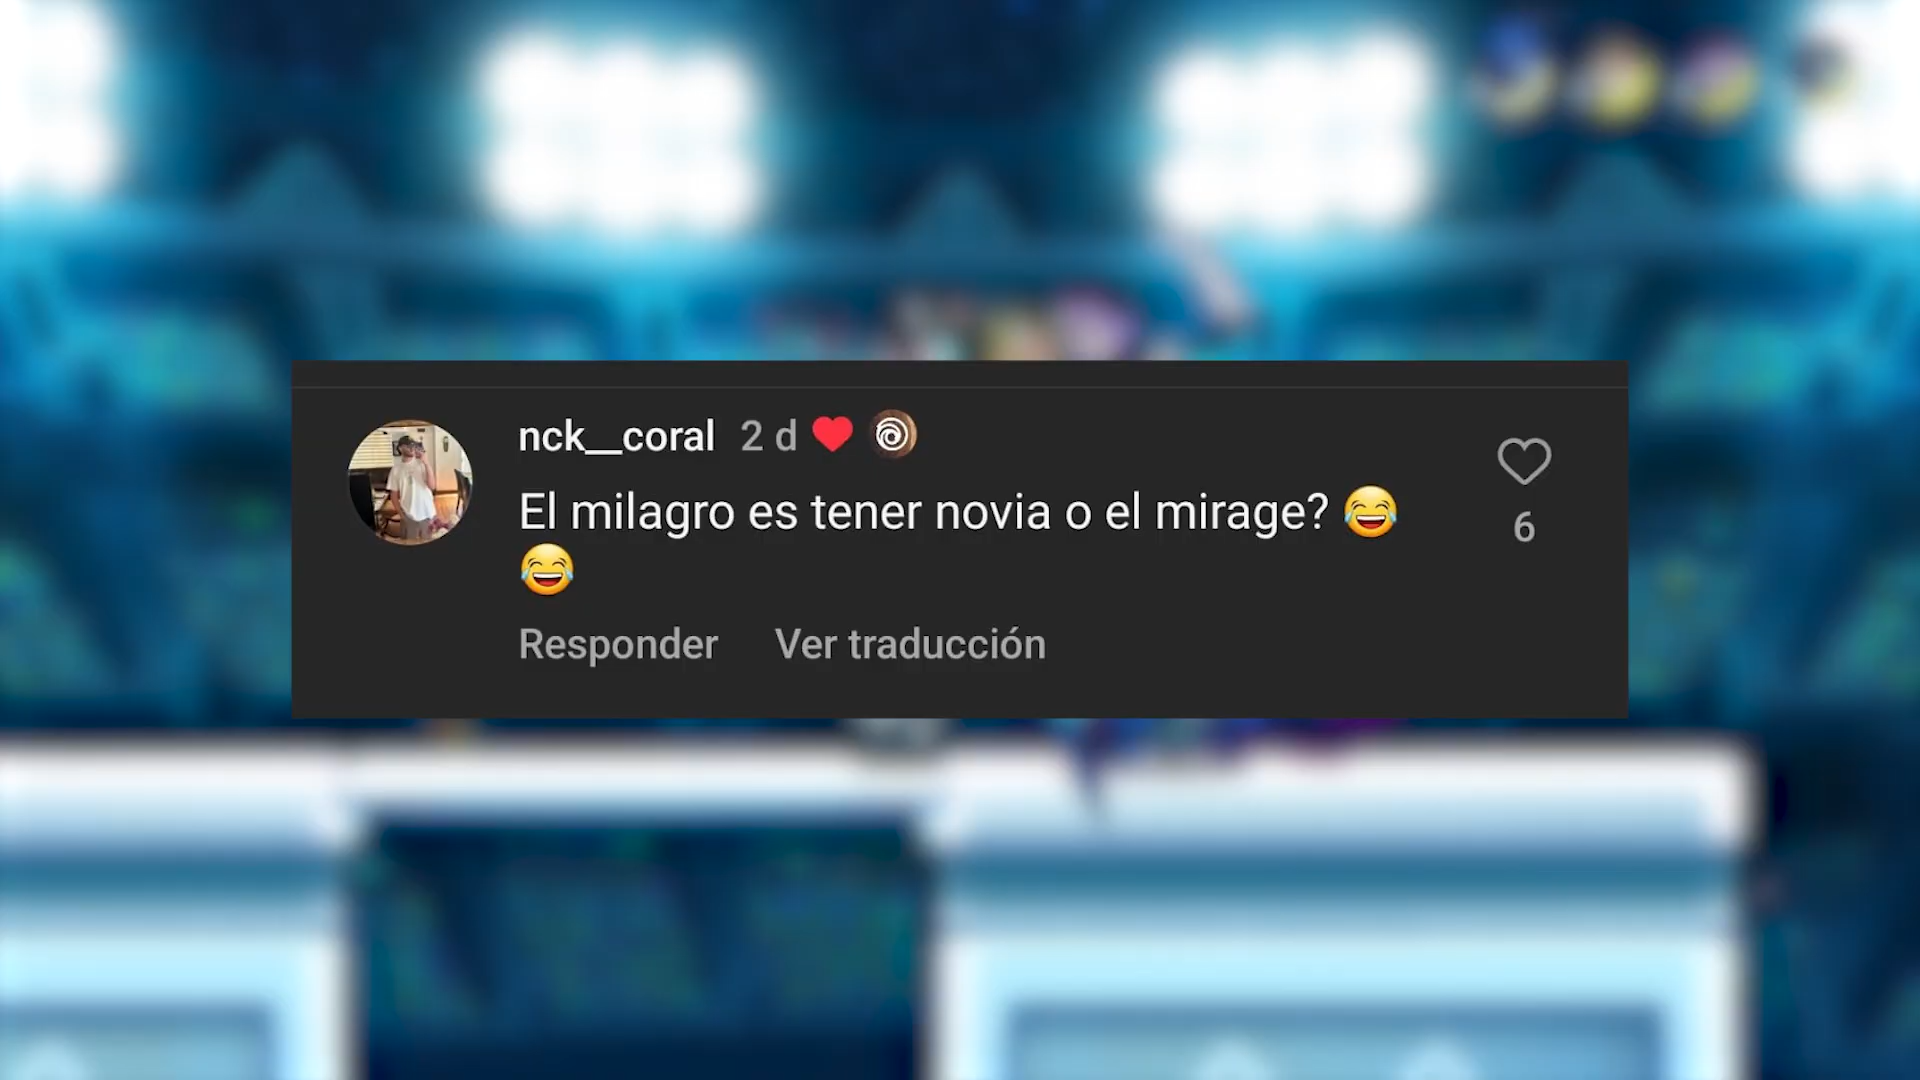 nck__coral 2 d ❤️
El milagro es tener novia o el mirage? 😂
😂
6
Responder Ver traducción